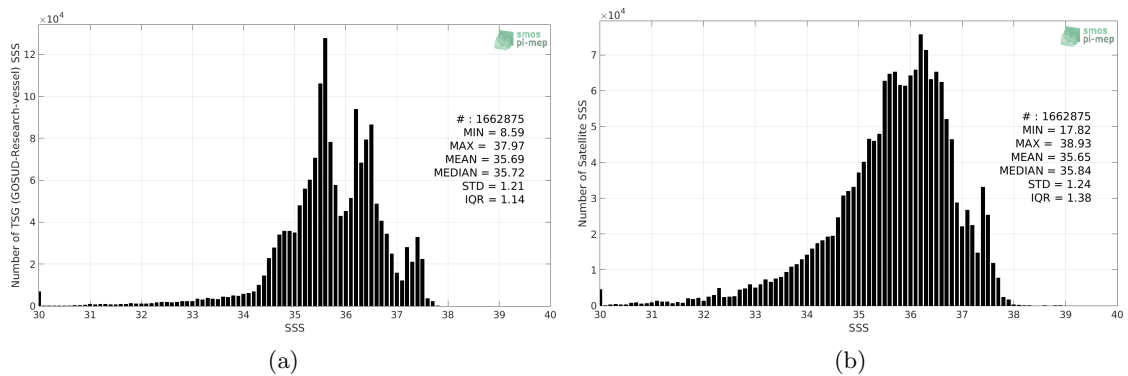 ×10⁴
smos
pi-mep
12
10
8
6
4
2
0
Number of TSG (GOSUD-Research-vessel) SSS
# : 1662875
MIN = 8.59
MAX = 37.97
MEAN = 35.69
MEDIAN = 35.72
STD = 1.21
IQR = 1.14
30 31 32 33 34 35 36 37 38 39 40
SSS
(a)
×10⁴
smos
pi-mep
7
6
5
4
3
2
1
0
Number of Satellite SSS
# : 1662875
MIN = 17.82
MAX = 38.93
MEAN = 35.65
MEDIAN = 35.84
STD = 1.24
IQR = 1.38
30 31 32 33 34 35 36 37 38 39 40
SSS
(b)